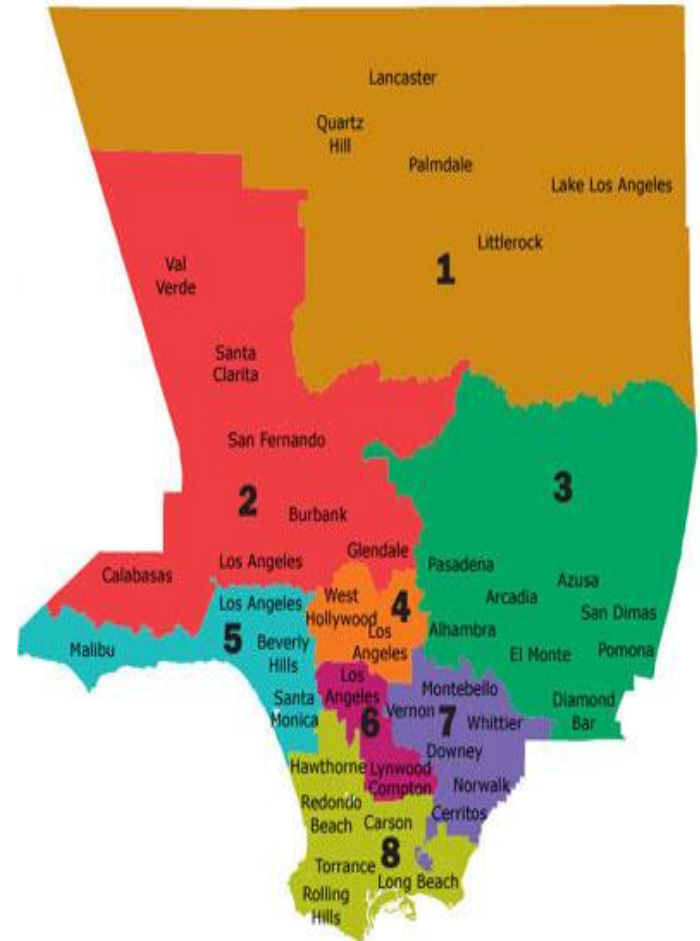 Lancaster
Quartz
Hill
Palmdale
Lake Los Angeles
Littlerock
1
Val
Verde
Santa
Clarita
San Fernando
2
Burbank
Glendale
Los Angeles
Calabasas
3
Pasadena
Azusa
Arcadia
San Dimas
Alhambra
El Monte
Pomona
Diamond
Bar
West
Hollywood
4
Los
Angeles
Los Angeles
5
Beverly
Hills
Malibu
Santa
Monica
Los
Angeles
6
Lynwood
Compton
Montebello
Vernon
7
Whittier
Downey
Norwalk
Cerritos
Hawthorne
Redondo
Beach
Carson
8
Torrance
Long Beach
Rolling
Hills